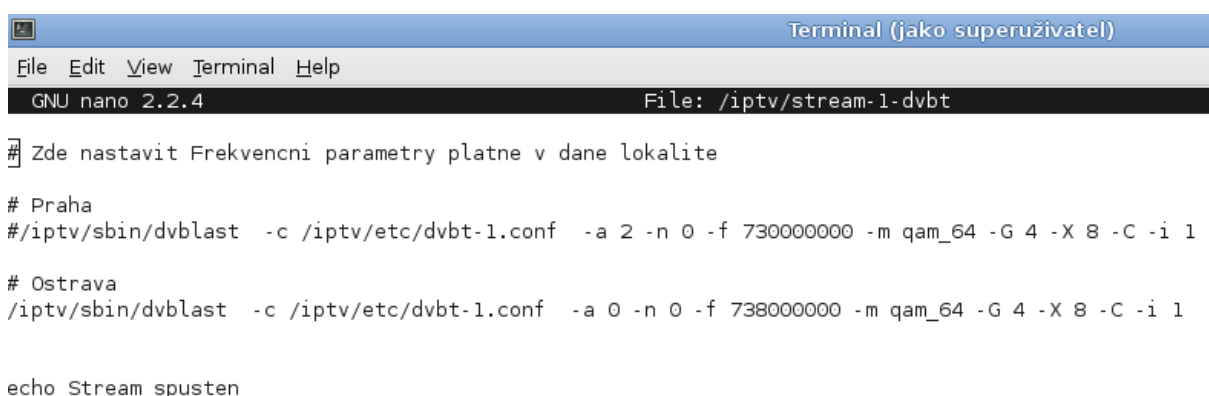 Terminal (jako superuživatel)
File Edit View Terminal Help
GNU nano 2.2.4 File: /iptv/stream-1-dvbt
# Zde nastavit Frekvencni parametry platne v dane lokalite
# Praha
#/iptv/sbin/dvblast -c /iptv/etc/dvbt-1.conf -a 2 -n 0 -f 730000000 -m qam_64 -G 4 -X 8 -C -i 1
# Ostrava
/iptv/sbin/dvblast -c /iptv/etc/dvbt-1.conf -a 0 -n 0 -f 738000000 -m qam_64 -G 4 -X 8 -C -i 1
echo Stream spusten